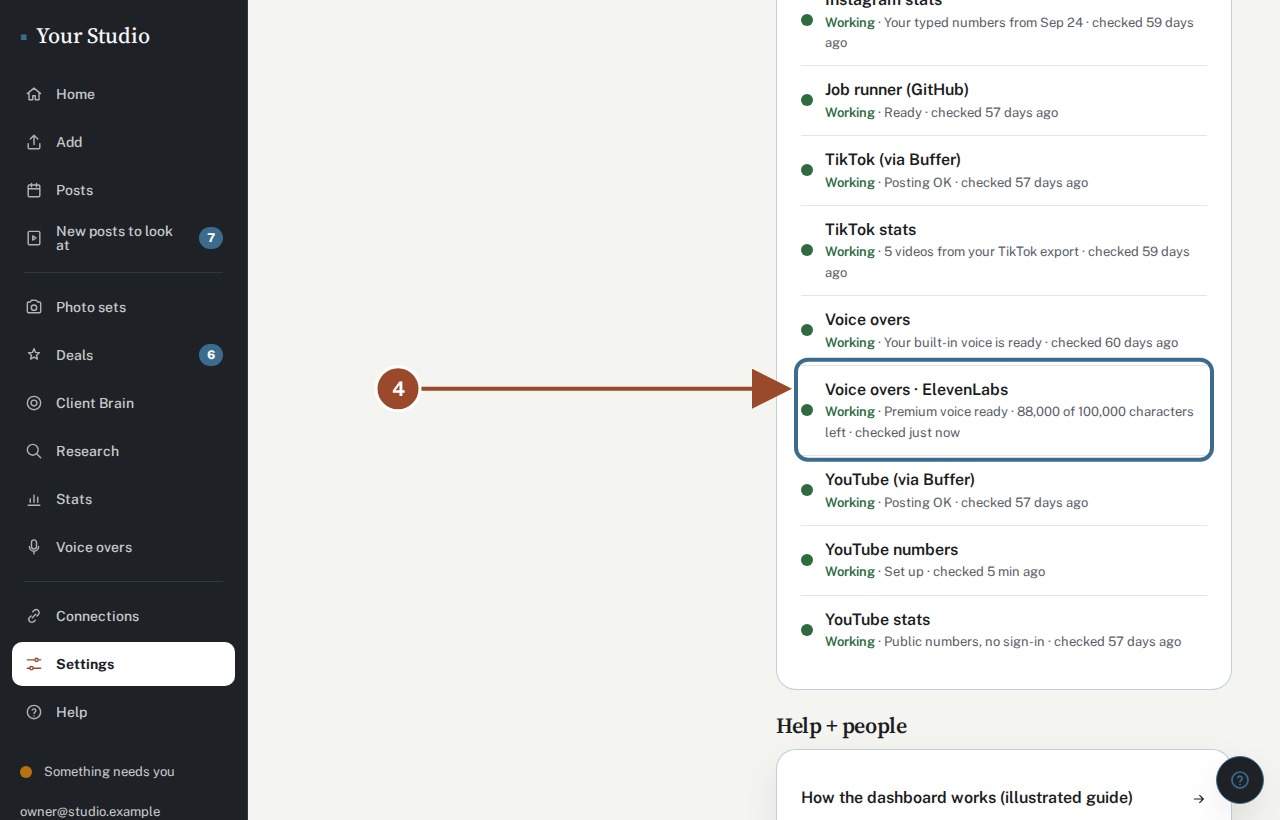 Your Studio
Home
Add
Posts
New posts to look
at
7
Photo sets
Deals
6
Client Brain
Research
Stats
Voice overs
Connections
Settings
Help
Something needs you
owner@studio.example
4
Instagram stats
Working · Your typed numbers from Sep 24 · checked 59 days
ago
Job runner (GitHub)
Working · Ready · checked 57 days ago
TikTok (via Buffer)
Working · Posting OK · checked 57 days ago
TikTok stats
Working · 5 videos from your TikTok export · checked 59 days
ago
Voice overs
Working · Your built-in voice is ready · checked 60 days ago
Voice overs · ElevenLabs
Working · Premium voice ready · 88,000 of 100,000 characters
left · checked just now
YouTube (via Buffer)
Working · Posting OK · checked 57 days ago
YouTube numbers
Working · Set up · checked 5 min ago
YouTube stats
Working · Public numbers, no sign-in · checked 57 days ago
Help + people
How the dashboard works (illustrated guide) →